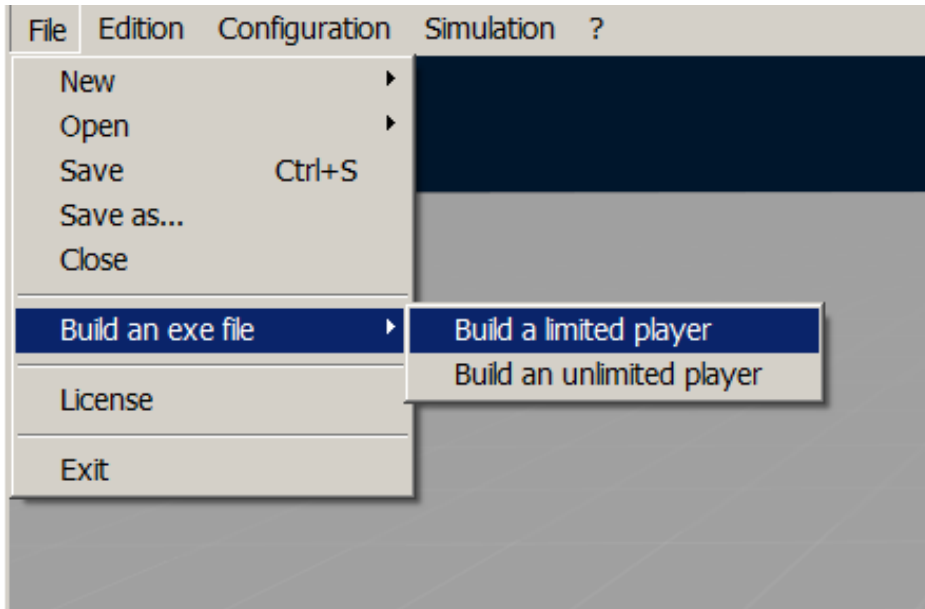 File Edition Configuration Simulation ?
New
Open
Save Ctrl+S
Save as...
Close
Build an exe file
Build a limited player
Build an unlimited player
License
Exit